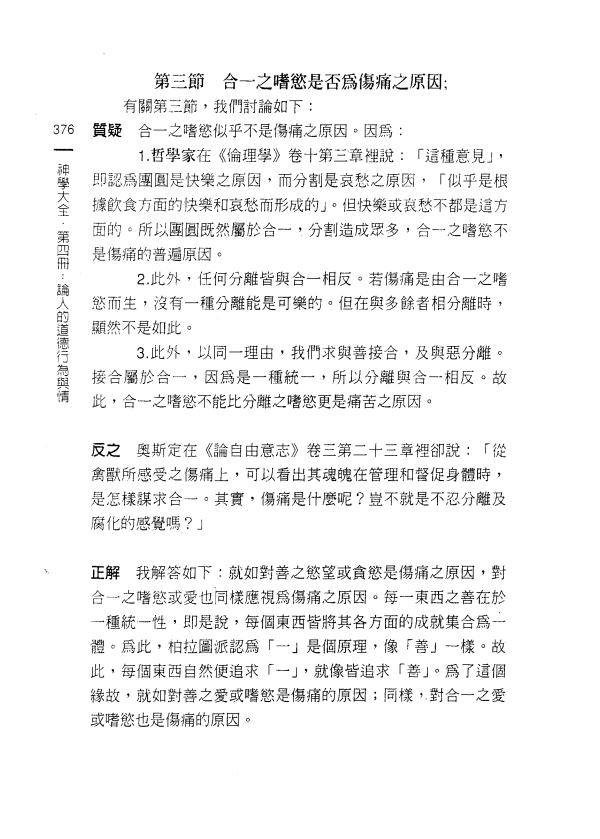 第三節　合一之嗜慾是否爲傷痛之原因;
有關第三節，我們討論如下：
376
神學大全．第四冊：論人的道德行為與情
質疑　合一之嗜慾似乎不是傷痛之原因。因爲：
1.哲學家在《倫理學》卷十第三章裡說：「這種意見」，
即認爲團圓是快樂之原因，而分割是哀愁之原因，「似乎是根
據飲食方面的快樂和哀愁而形成的」。但快樂或哀愁不都是這方
面的。所以團圓既然屬於合一，分割造成眾多，合一之嗜慾不
是傷痛的普遍原因。
2.此外，任何分離皆與合一相反。若傷痛是由合一之嗜
慾而生，沒有一種分離能是可樂的。但在與多餘者相分離時，
顯然不是如此。
3.此外，以同一理由，我們求與善接合，及與惡分離。
接合屬於合一，因爲是一種統一，所以分離與合一相反。故
此，合一之嗜慾不能比分離之嗜慾更是痛苦之原因。
反之　奧斯定在《論自由意志》卷三第二十三章裡卻說：「從
禽獸所感受之傷痛上，可以看出其魂魄在管理和督促身體時，
是怎樣謀求合一。其實，傷痛是什麼呢？豈不就是不忍分離及
腐化的感覺嗎？」
正解　我解答如下：就如對善之慾望或貪慾是傷痛之原因，對
合一之嗜慾或愛也同樣應視爲傷痛之原因。每一東西之善在於
一種統一性，即是說，每個東西皆將其各方面的成就集合爲一
體。爲此，柏拉圖派認爲「一」是個原理，像「善」一樣。故
此，每個東西自然便追求「一」，就像皆追求「善」。爲了這個
緣故，就如對善之愛或嗜慾是傷痛的原因；同樣，對合一之愛
或嗜慾也是傷痛的原因。